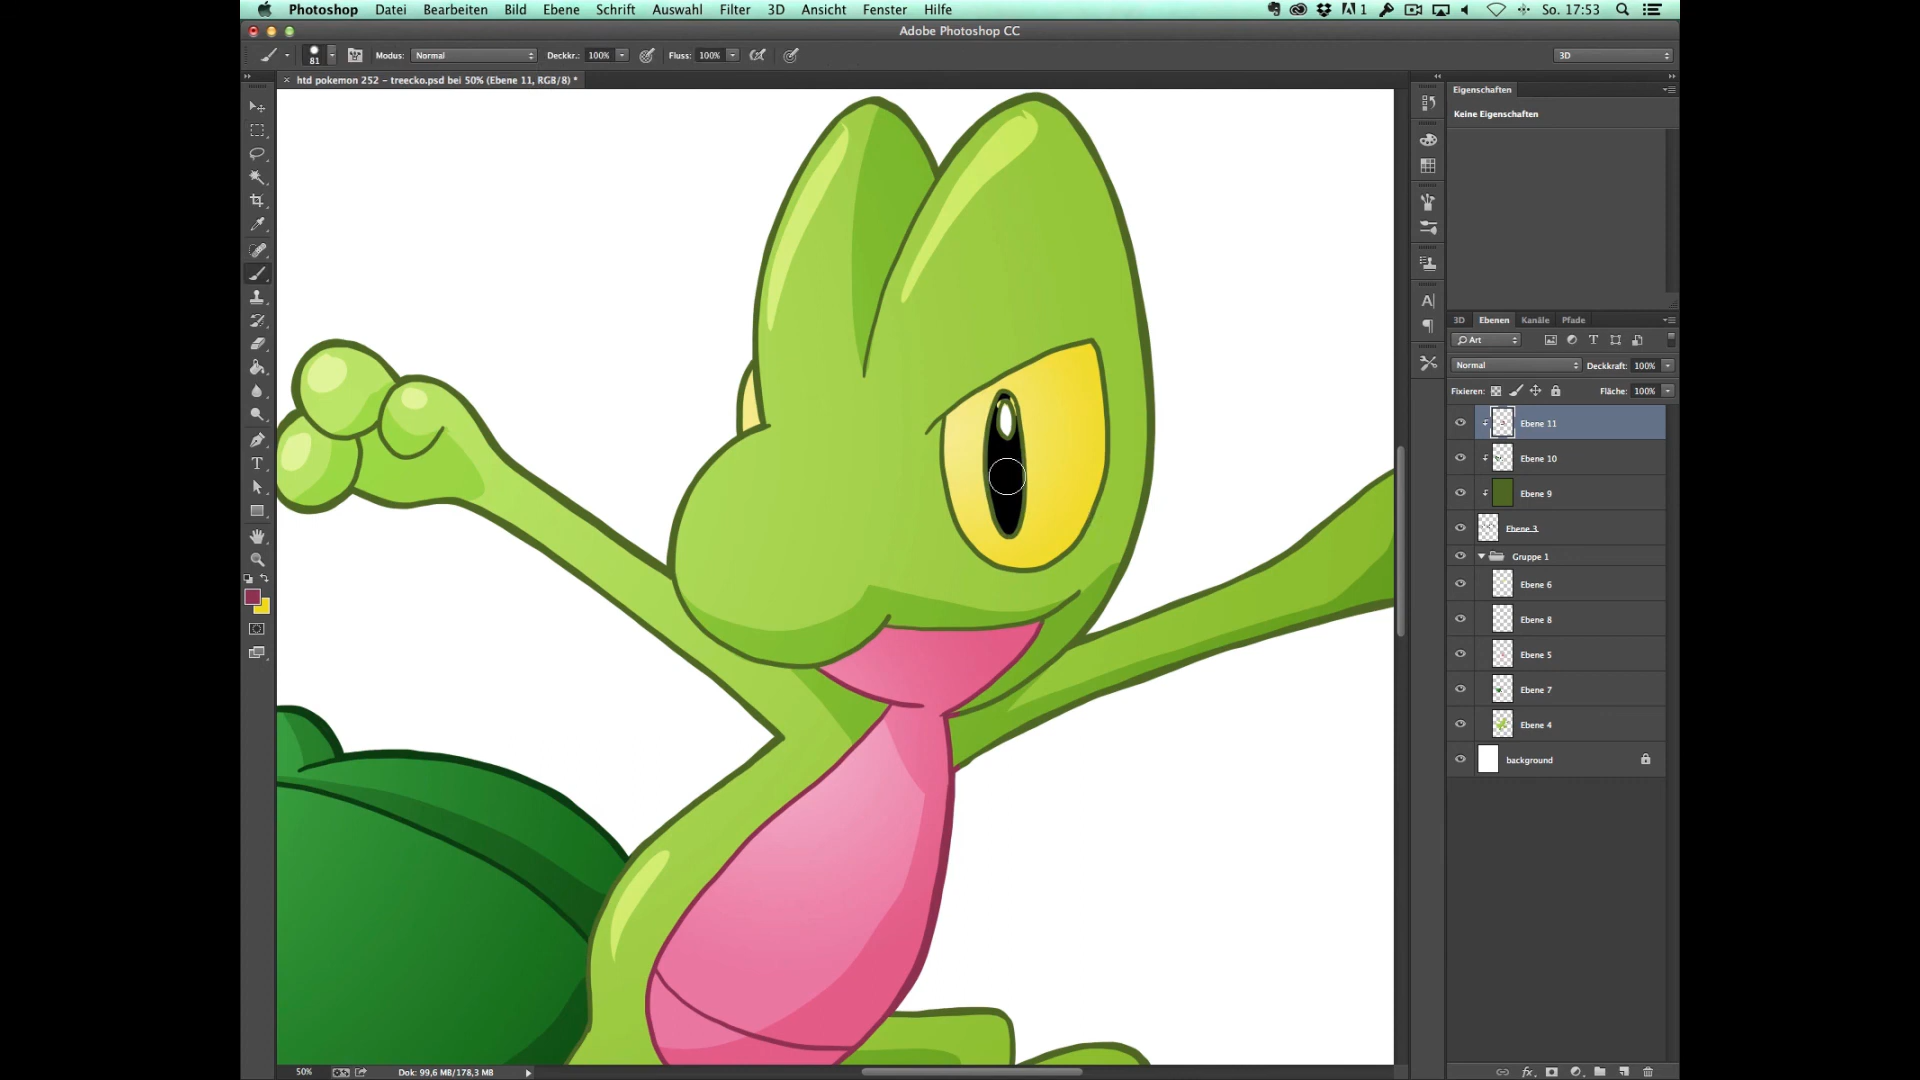 Photoshop Datei Bearbeiten Bild Ebene Schrift Auswahl Filter 3D Ansicht Fenster Hilfe 1 So. 17:53
Adobe Photoshop CC
81 Modus: Normal Deckkr.: 100% Fluss: 100% 3D
× htd pokemon 252 - treecko.psd bei 50% (Ebene 11, RGB/8) *
Eigenschaften
Keine Eigenschaften
3D Ebenen Kanäle Pfade
Art
Normal Deckkraft: 100%
Fixieren: Fläche: 100%
Ebene 11
Ebene 10
Ebene 9
Ebene 3
Gruppe 1
Ebene 6
Ebene 8
Ebene 5
Ebene 7
Ebene 4
background
50% Dok: 99,6 MB/178,3 MB